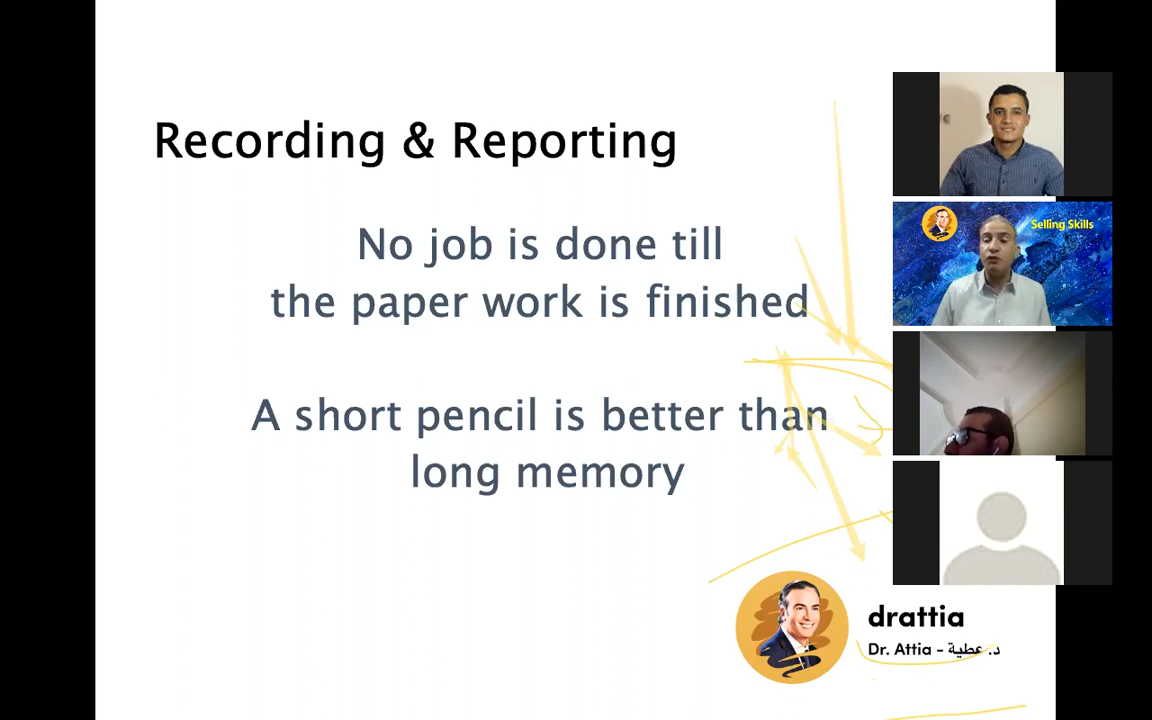 Recording & Reporting
No job is done till
the paper work is finished
A short pencil is better than
long memory
Selling Skills
drattia
Dr. Attia - د. عطية